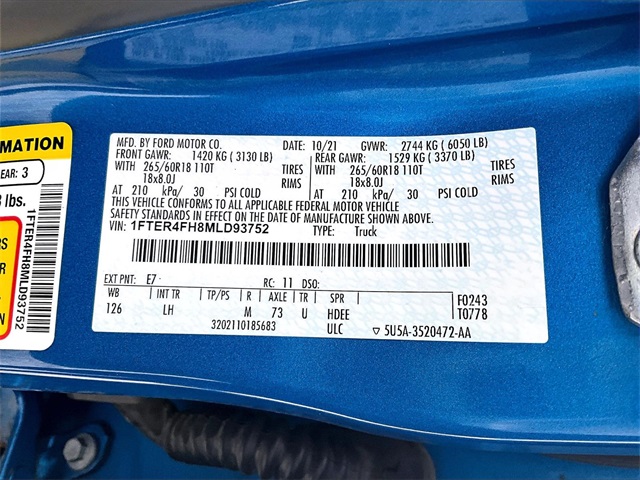 MFD. BY FORD MOTOR CO.
DATE: 10/21
GVWR: 2744 KG ( 6050 LB)
FRONT GAWR: 1420 KG ( 3130 LB)
REAR GAWR: 1529 KG ( 3370 LB)
WITH 265/60R18 110T TIRES
WITH 265/60R18 110T TIRES
18x8.0J RIMS
18x8.0J RIMS
AT 210 kPa/ 30 PSI COLD
AT 210 kPa/ 30 PSI COLD
THIS VEHICLE CONFORMS TO ALL APPLICABLE FEDERAL MOTOR VEHICLE
SAFETY STANDARDS IN EFFECT ON THE DATE OF MANUFACTURE SHOWN ABOVE.
VIN: 1FTER4FH8MLD93752
TYPE: Truck
EXT PNT: E7
RC: 11 DSO:
WB INT TR TP/PS R AXLE TR SPR
126 LH M 73 U HDEE
ULC
F0243
T0778
3202110185683
5U5A-3520472-AA
MATION
EAR: 3
lbs.
1FTER4FH8MLD93752
RS
ON